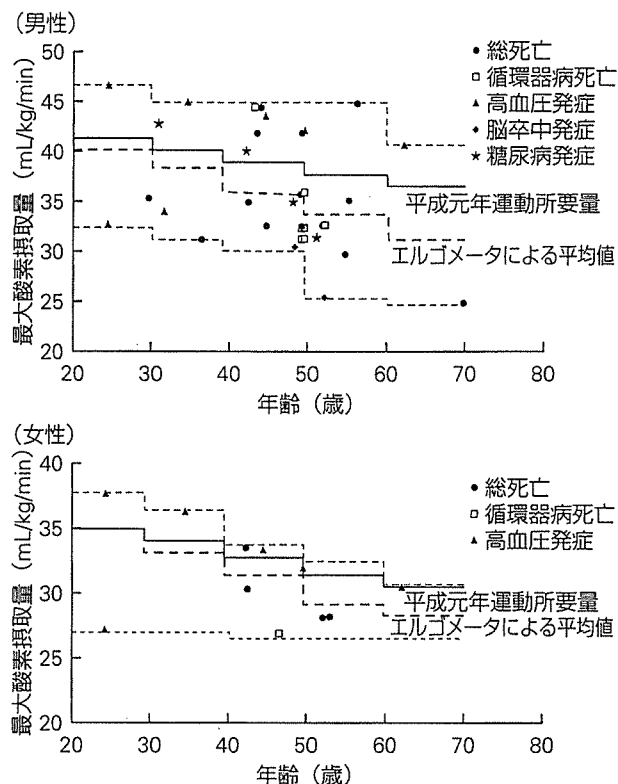 （男性）
最大酸素摂取量（mL/kg/min）
50
45
40
35
30
25
20
20 30 40 50 60 70 80
年齢（歳）
● 総死亡
□ 循環器病死亡
▲ 高血圧発症
◆ 脳卒中発症
★ 糖尿病発症
平成元年運動所要量
エルゴメータによる平均値
（女性）
最大酸素摂取量（mL/kg/min）
40
35
30
25
20
20 30 40 50 60 70 80
年齢（歳）
● 総死亡
□ 循環器病死亡
▲ 高血圧発症
平成元年運動所要量
エルゴメータによる平均値